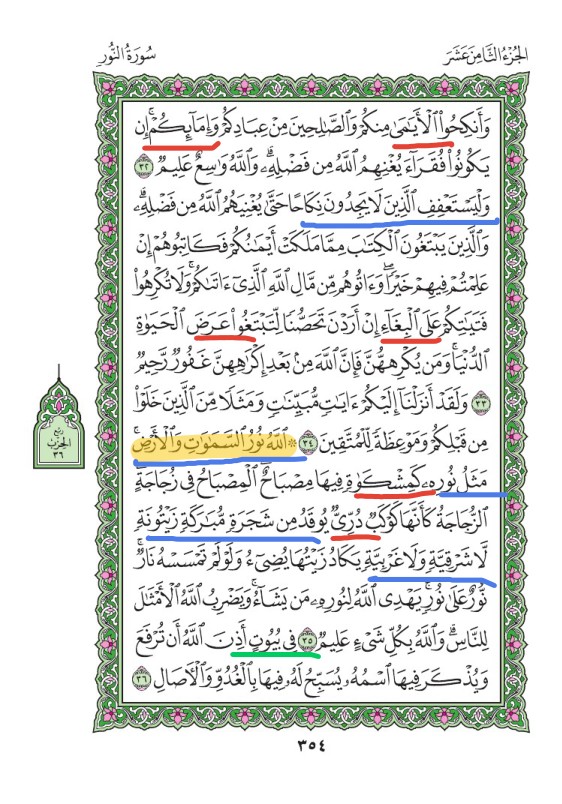 الجُزْءُ الثَّامِنَ عَشَرَ
سُورَةُ النُّورِ
وَأَنكِحُوا۟ ٱلْأَيَـٰمَىٰ مِنكُمْ وَٱلصَّـٰلِحِينَ مِنْ عِبَادِكُمْ وَإِمَآئِكُمْ ۚ إِن
يَكُونُوا۟ فُقَرَآءَ يُغْنِهِمُ ٱللَّهُ مِن فَضْلِهِۦ ۗ وَٱللَّهُ وَٰسِعٌ عَلِيمٌ ٣٢
وَلْيَسْتَعْفِفِ ٱلَّذِينَ لَا يَجِدُونَ نِكَاحًا حَتَّىٰ يُغْنِيَهُمُ ٱللَّهُ مِن فَضْلِهِۦ ۗ
وَٱلَّذِينَ يَبْتَغُونَ ٱلْكِتَـٰبَ مِمَّا مَلَكَتْ أَيْمَـٰنُكُمْ فَكَاتِبُوهُمْ إِنْ
عَلِمْتُمْ فِيهِمْ خَيْرًا ۖ وَءَاتُوهُم مِّن مَّالِ ٱللَّهِ ٱلَّذِىٓ ءَاتَىٰكُمْ ۚ وَلَا تُكْرِهُوا۟
فَتَيَـٰتِكُمْ عَلَى ٱلْبِغَآءِ إِنْ أَرَدْنَ تَحَصُّنًا لِّتَبْتَغُوا۟ عَرَضَ ٱلْحَيَوٰةِ
ٱلدُّنْيَا ۚ وَمَن يُكْرِههُّنَّ فَإِنَّ ٱللَّهَ مِنۢ بَعْدِ إِكْرَٰهِهِنَّ غَفُورٌ رَّحِيمٌ
٣٣ وَلَقَدْ أَنزَلْنَآ إِلَيْكُمْ ءَايَـٰتٍ مُّبَيِّنَـٰتٍ وَمَثَلًا مِّنَ ٱلَّذِينَ خَلَوْا۟
مِن قَبْلِكُمْ وَمَوْعِظَةً لِّلْمُتَّقِينَ ٣٤ ۞ ٱللَّهُ نُورُ ٱلسَّمَـٰوَٰتِ وَٱلْأَرْضِ ۚ
مَثَلُ نُورِهِۦ كَمِشْكَوٰةٍ فِيهَا مِصْبَاحٌ ۖ ٱلْمِصْبَاحُ فِى زُجَاجَةٍ ۖ
ٱلزُّجَاجَةُ كَأَنَّهَا كَوْكَبٌ دُرِّىٌّ يُوقَدُ مِن شَجَرَةٍ مُّبَـٰرَكَةٍ زَيْتُونَةٍ
لَّا شَرْقِيَّةٍ وَلَا غَرْبِيَّةٍ يَكَادُ زَيْتُهَا يُضِىٓءُ وَلَوْ لَمْ تَمْسَسْهُ نَارٌ ۚ
نُّورٌ عَلَىٰ نُورٍ ۗ يَهْدِى ٱللَّهُ لِنُورِهِۦ مَن يَشَآءُ ۚ وَيَضْرِبُ ٱللَّهُ ٱلْأَمْثَـٰلَ
لِلنَّاسِ ۗ وَٱللَّهُ بِكُلِّ شَىْءٍ عَلِيمٌ ٣٥ فِى بُيُوتٍ أَذِنَ ٱللَّهُ أَن تُرْفَعَ
وَيُذْكَرَ فِيهَا ٱسْمُهُۥ يُسَبِّحُ لَهُۥ فِيهَا بِٱلْغُدُوِّ وَٱلْـَٔاصَالِ ٣٦
ربع
الحزب
٣٦
٣٥٤